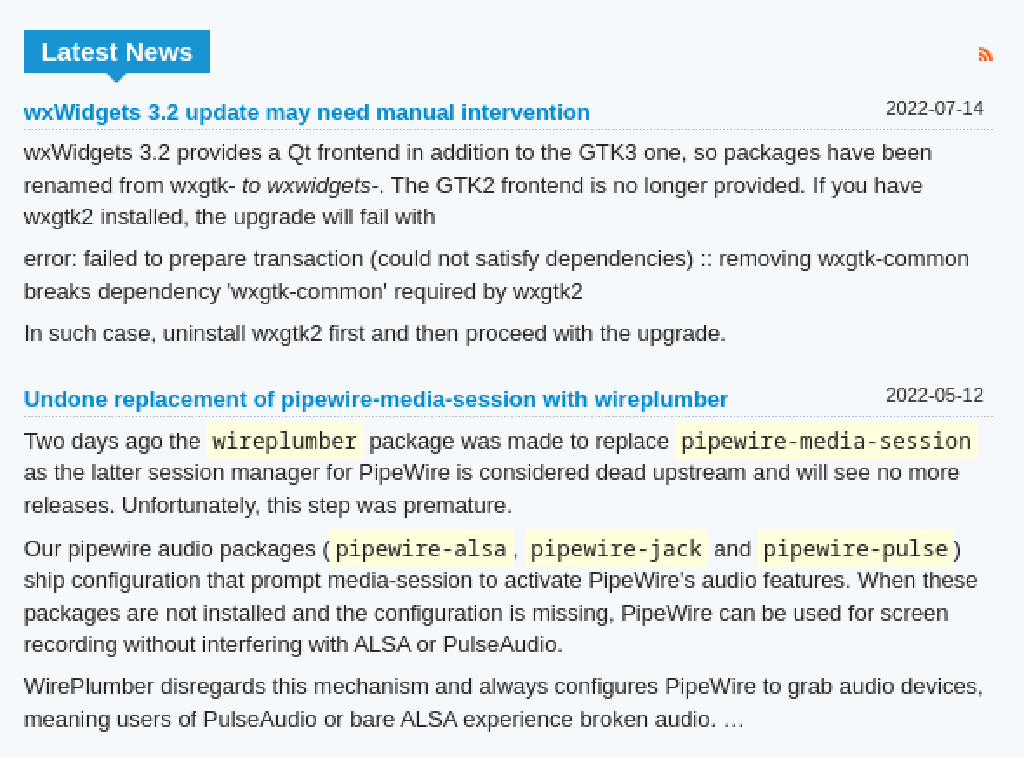 Latest News
wxWidgets 3.2 update may need manual intervention 2022-07-14
wxWidgets 3.2 provides a Qt frontend in addition to the GTK3 one, so packages have been
renamed from wxgtk- to wxwidgets-. The GTK2 frontend is no longer provided. If you have
wxgtk2 installed, the upgrade will fail with
error: failed to prepare transaction (could not satisfy dependencies) :: removing wxgtk-common
breaks dependency 'wxgtk-common' required by wxgtk2
In such case, uninstall wxgtk2 first and then proceed with the upgrade.
Undone replacement of pipewire-media-session with wireplumber 2022-05-12
Two days ago the wireplumber package was made to replace pipewire-media-session
as the latter session manager for PipeWire is considered dead upstream and will see no more
releases. Unfortunately, this step was premature.
Our pipewire audio packages (pipewire-alsa, pipewire-jack and pipewire-pulse)
ship configuration that prompt media-session to activate PipeWire's audio features. When these
packages are not installed and the configuration is missing, PipeWire can be used for screen
recording without interfering with ALSA or PulseAudio.
WirePlumber disregards this mechanism and always configures PipeWire to grab audio devices,
meaning users of PulseAudio or bare ALSA experience broken audio. …